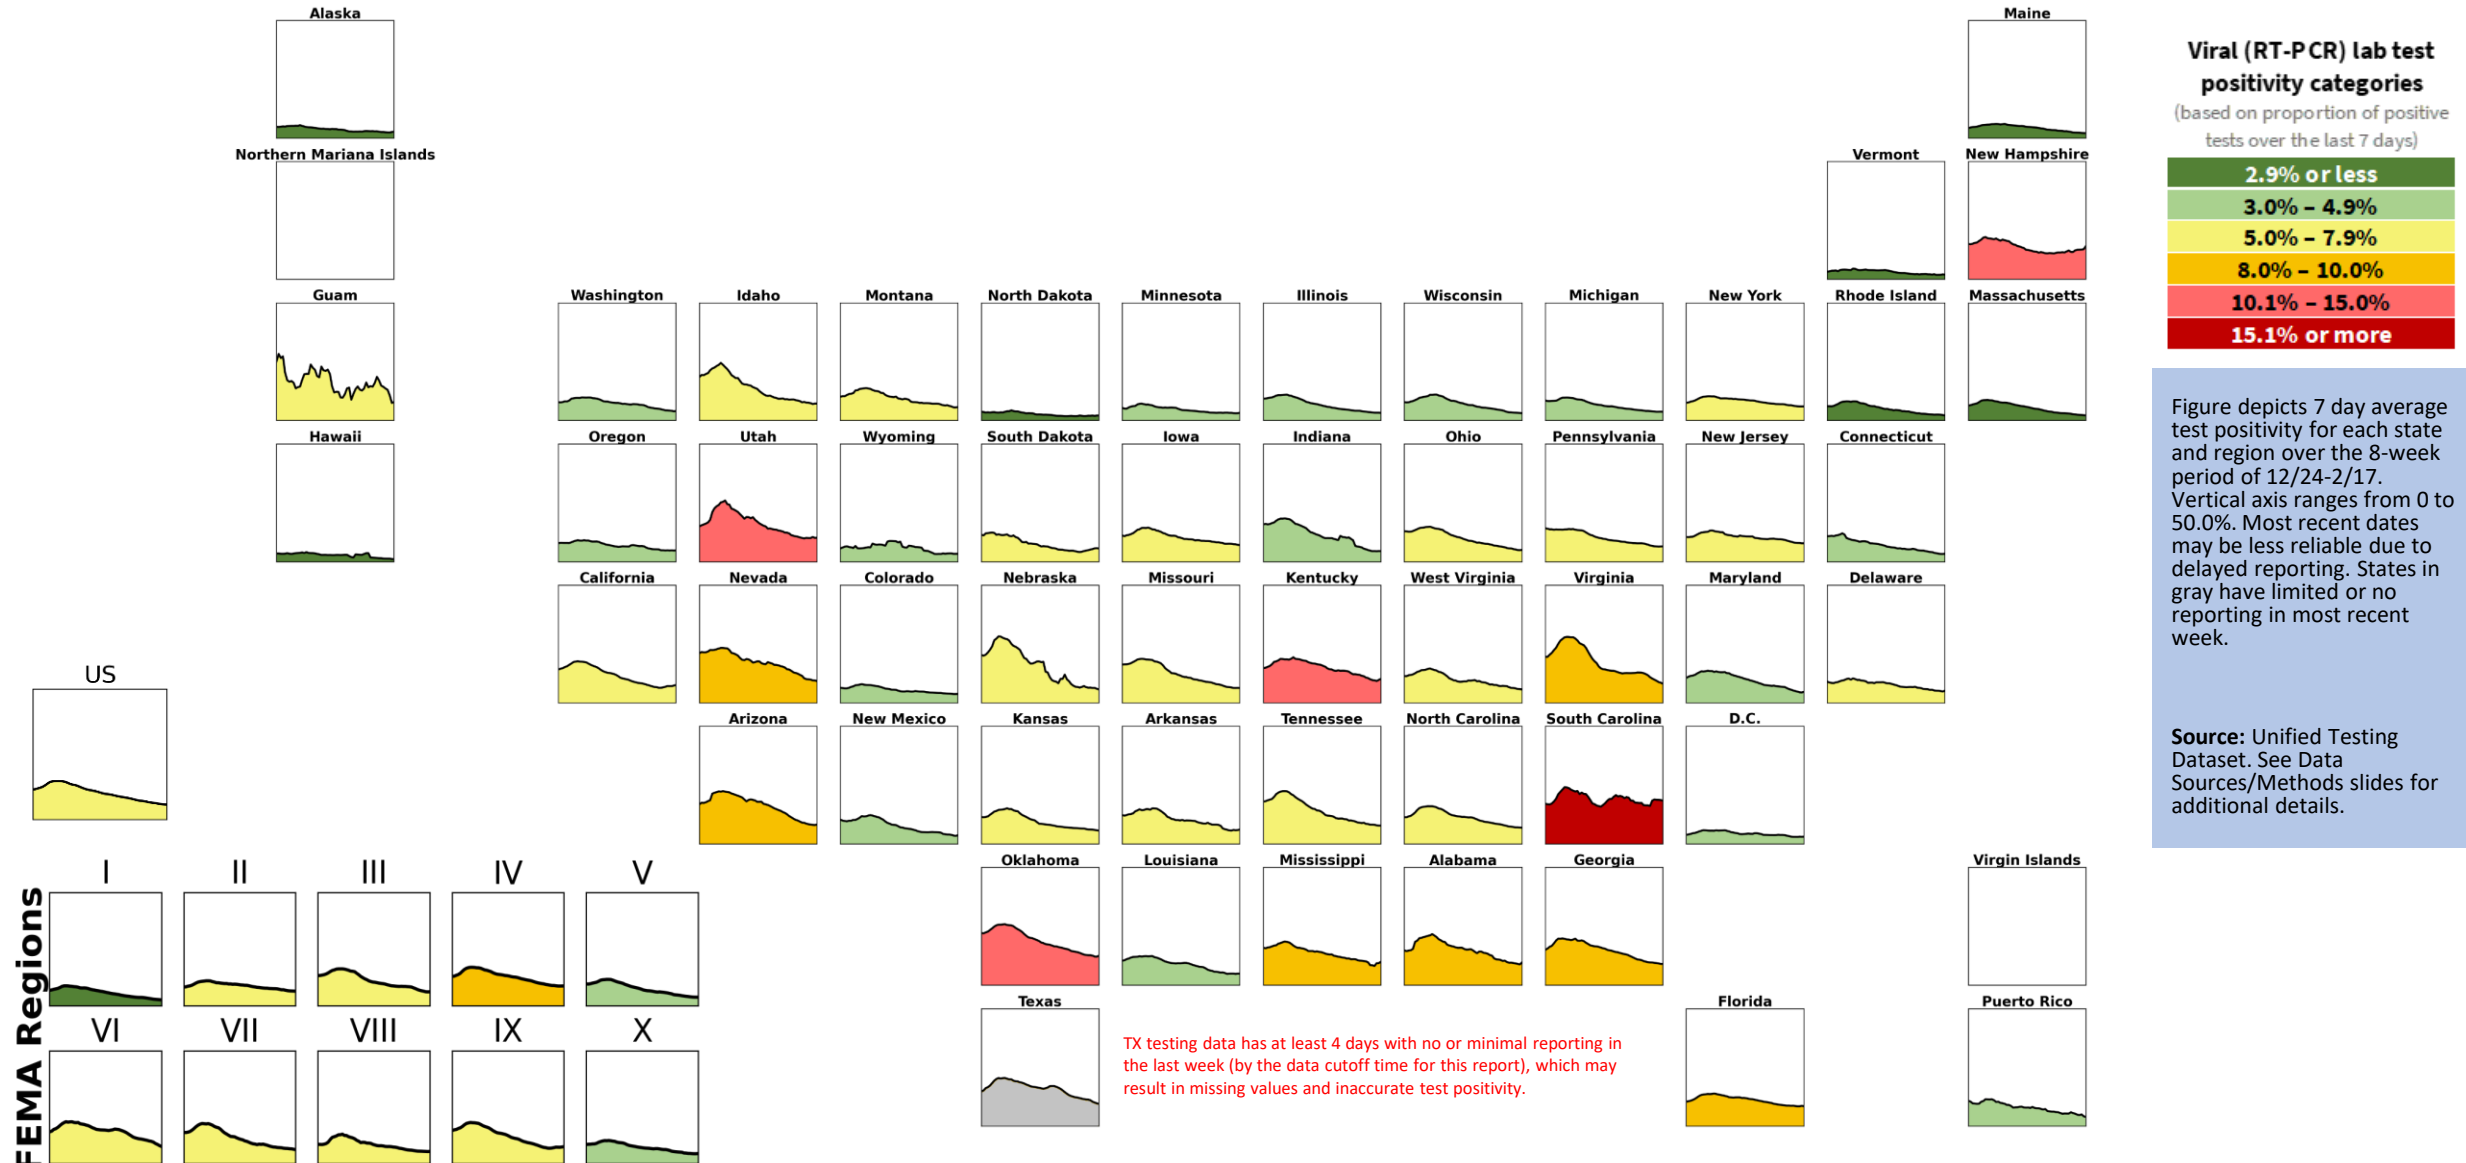 Alaska
Maine
Northern Mariana Islands
Vermont
New Hampshire
Guam
Washington
Idaho
Montana
North Dakota
Minnesota
Illinois
Wisconsin
Michigan
New York
Rhode Island
Massachusetts
Hawaii
Oregon
Utah
Wyoming
South Dakota
Iowa
Indiana
Ohio
Pennsylvania
New Jersey
Connecticut
California
Nevada
Colorado
Nebraska
Missouri
Kentucky
West Virginia
Virginia
Maryland
Delaware
US
Arizona
New Mexico
Kansas
Arkansas
Tennessee
North Carolina
South Carolina
D.C.
Oklahoma
Louisiana
Mississippi
Alabama
Georgia
Virgin Islands
Texas
Florida
Puerto Rico
TX testing data has at least 4 days with no or minimal reporting in
the last week (by the data cutoff time for this report), which may
result in missing values and inaccurate test positivity.
FEMA Regions
I
II
III
IV
V
VI
VII
VIII
IX
X
Viral (RT-PCR) lab test
positivity categories
(based on proportion of positive
tests over the last 7 days)
2.9% or less
3.0% – 4.9%
5.0% – 7.9%
8.0% – 10.0%
10.1% – 15.0%
15.1% or more
Figure depicts 7 day average
test positivity for each state
and region over the 8-week
period of 12/24-2/17.
Vertical axis ranges from 0 to
50.0%. Most recent dates
may be less reliable due to
delayed reporting. States in
gray have limited or no
reporting in most recent
week.
Source: Unified Testing
Dataset. See Data
Sources/Methods slides for
additional details.